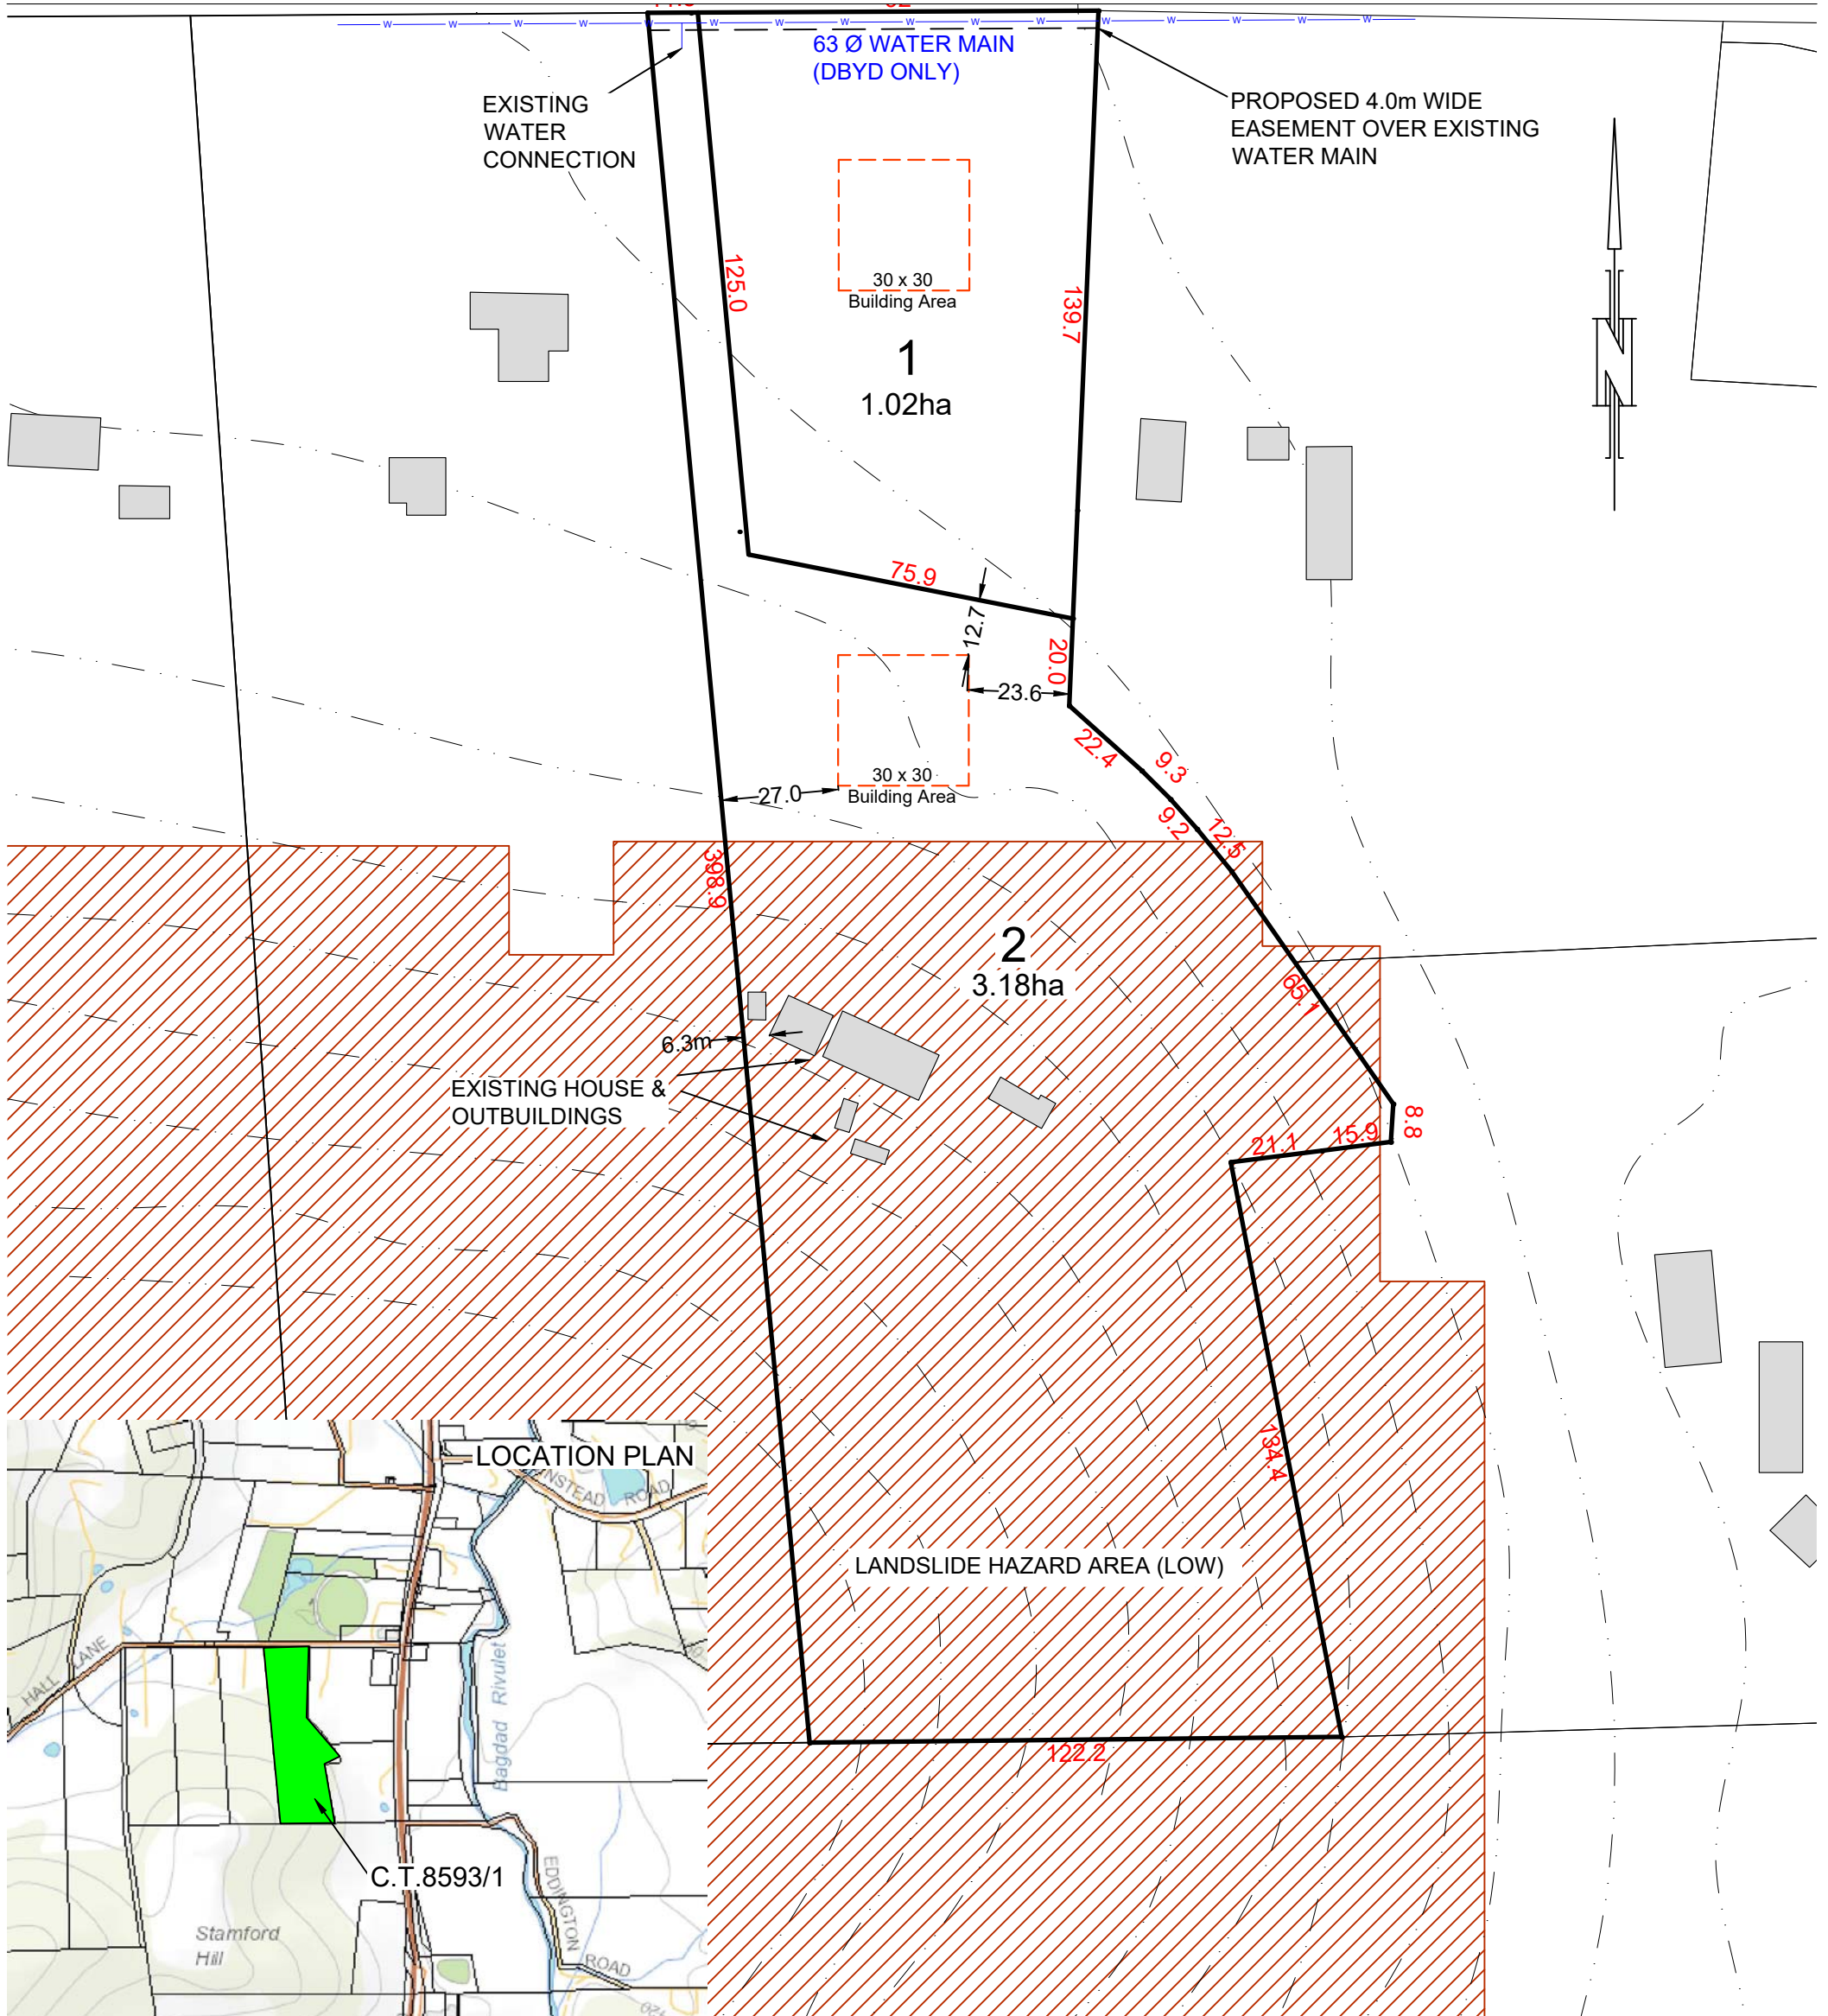 W W W W W W W W W W W W W W W W
63 Ø WATER MAIN
(DBYD ONLY)
EXISTING
WATER
CONNECTION
PROPOSED 4.0m WIDE
EASEMENT OVER EXISTING
WATER MAIN
30 x 30
Building Area
125.0
139.7
1
1.02ha
N
75.9
12.7
20.0
23.6
22.4
9.3
9.2
12.5
30 x 30
Building Area
27.0
398.9
2
3.18ha
65.1
6.3m
EXISTING HOUSE &
OUTBUILDINGS
8.8
21.1
15.9
134.4
LANDSLIDE HAZARD AREA (LOW)
122.2
LOCATION PLAN
NSTEAD ROAD
HALL LANE
Bagdad Rivulet
C.T.8593/1
EDDINGTON ROAD
Stamford
Hill